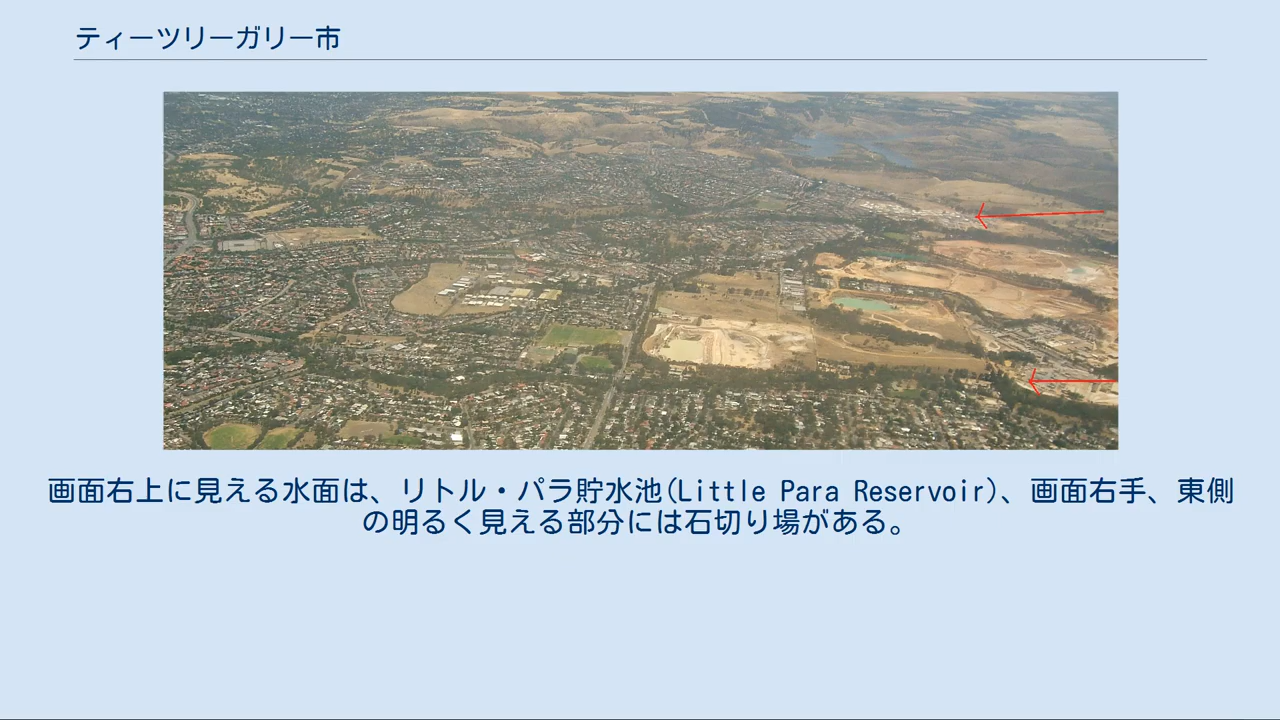 ティーツリーガリー市
画面右上に見える水面は、リトル・パラ貯水池(Little Para Reservoir)、画面右手、東側
の明るく見える部分には石切り場がある。